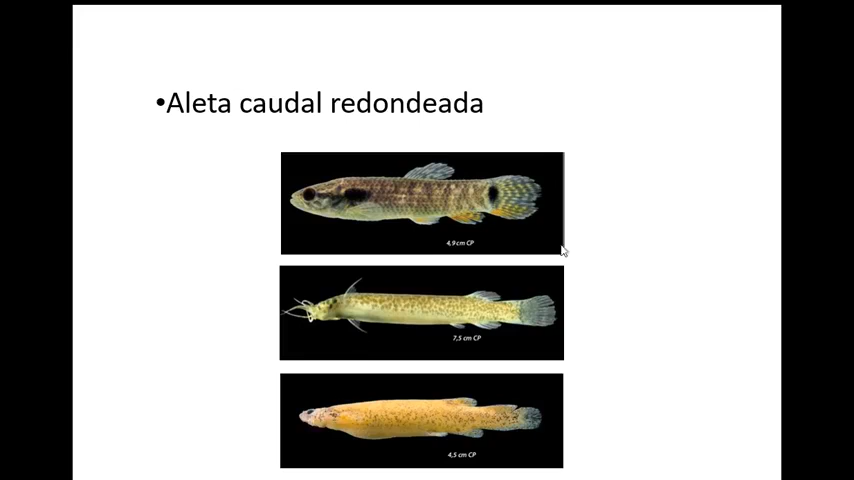 •Aleta caudal redondeada
4,9 cm CP
7,5 cm CP
4,5 cm CP